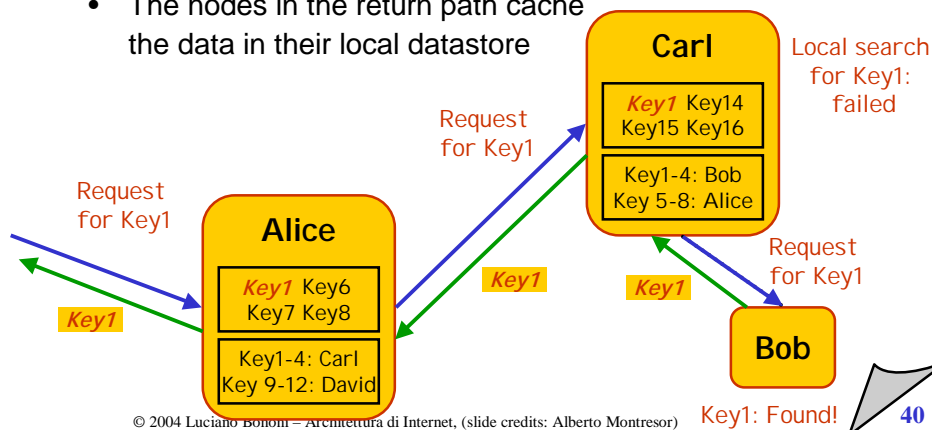 • The nodes in the return path cache
the data in their local datastore
Carl
Local search
for Key1:
failed
Key1 Key14
Key15 Key16
Key1-4: Bob
Key 5-8: Alice
Request
for Key1
Request
for Key1
Alice
Key1 Key6
Key7 Key8
Key1-4: Carl
Key 9-12: David
Key1
Key1
Key1
Request
for Key1
Bob
Key1: Found!
© 2004 Luciano Bononi – Architettura di Internet, (slide credits: Alberto Montresor)
40